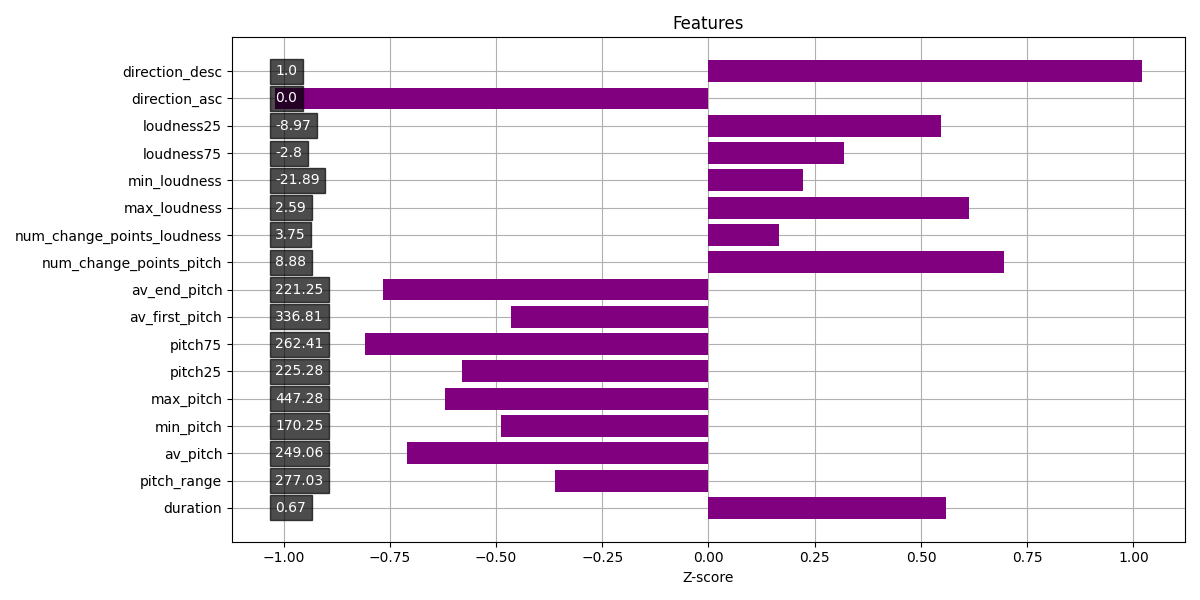 Features
direction_desc 1.0
direction_asc 0.0
loudness25 -8.97
loudness75 -2.8
min_loudness -21.89
max_loudness 2.59
num_change_points_loudness 3.75
num_change_points_pitch 8.88
av_end_pitch 221.25
av_first_pitch 336.81
pitch75 262.41
pitch25 225.28
max_pitch 447.28
min_pitch 170.25
av_pitch 249.06
pitch_range 277.03
duration 0.67
−1.00 −0.75 −0.50 −0.25 0.00 0.25 0.50 0.75 1.00
Z-score